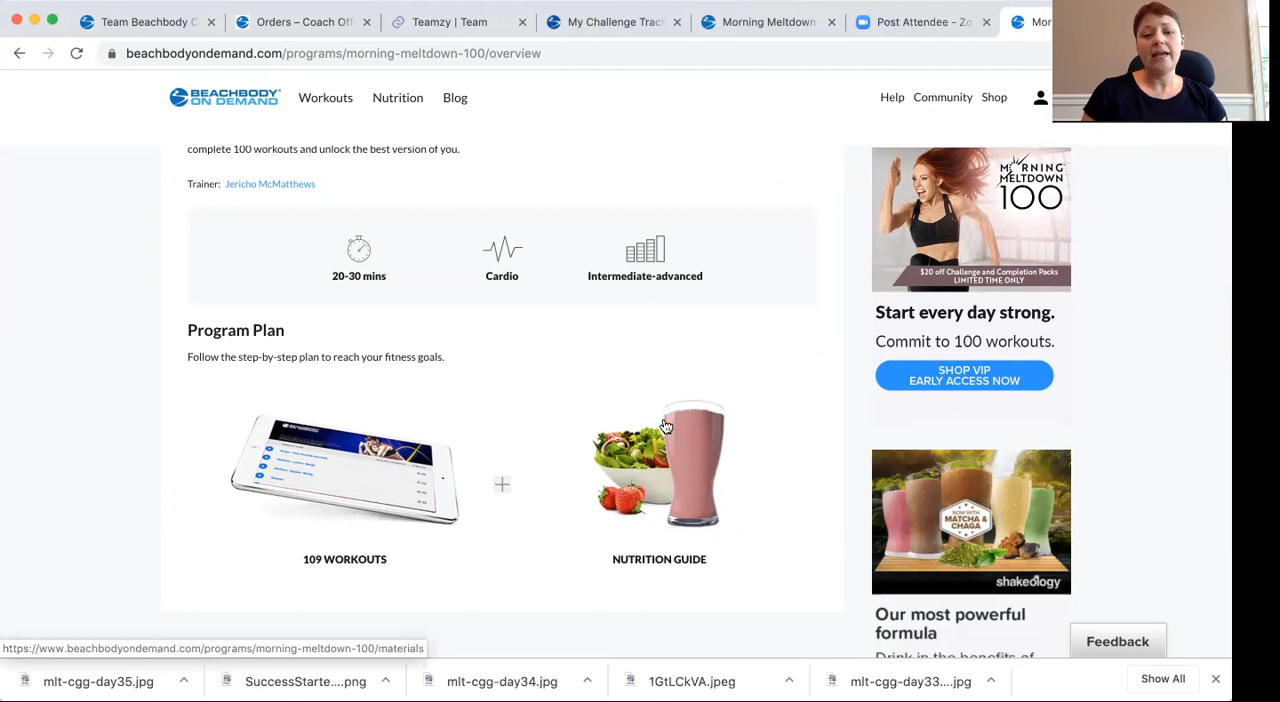 Team Beachbody C
Orders – Coach Off
Teamzy | Team
My Challenge Trac
Morning Meltdown
Post Attendee - Zo
Mor
beachbodyondemand.com/programs/morning-meltdown-100/overview
BEACHBODY
ON DEMAND
Workouts
Nutrition
Blog
Help
Community
Shop
complete 100 workouts and unlock the best version of you.
Trainer: Jericho McMatthews
20-30 mins
Cardio
Intermediate-advanced
Program Plan
Follow the step-by-step plan to reach your fitness goals.
109 WORKOUTS
NUTRITION GUIDE
MORNING
MELTDOWN
100
$20 off Challenge and Completion Packs
LIMITED TIME ONLY
Start every day strong.
Commit to 100 workouts.
SHOP VIP
EARLY ACCESS NOW
NOW WITH
MATCHA &
CHAGA
shakeology
Our most powerful
formula
Drink in the benefits of
Feedback
https://www.beachbodyondemand.com/programs/morning-meltdown-100/materials
mlt-cgg-day35.jpg
SuccessStarte....png
mlt-cgg-day34.jpg
1GtLCkVA.jpeg
mlt-cgg-day33....jpg
Show All